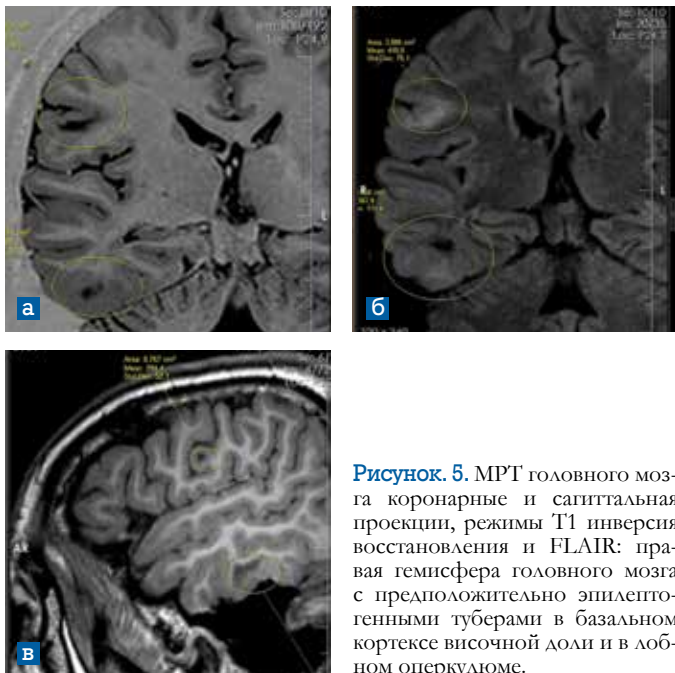 а
б
в
Рисунок. 5. МРТ головного моз-
га коронарные и сагиттальная
проекции, режимы Т1 инверсия
восстановления и FLAIR: пра-
вая гемисфера головного мозга
с предположительно эпилепто-
генными туберами в базальном
кортексе височной доли и в лоб-
ном оперкулюме.